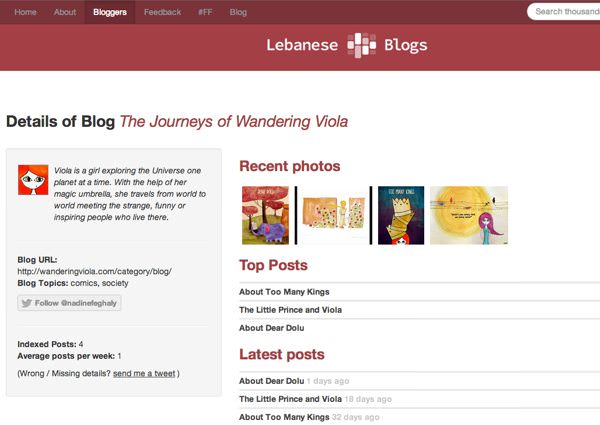 Home About Bloggers Feedback #FF Blog Search thousand
Lebanese Blogs
Details of Blog The Journeys of Wandering Viola
Viola is a girl exploring the Universe one
planet at a time. With the help of her
magic umbrella, she travels from world to
world meeting the strange, funny or
inspiring people who live there.
Blog URL:
http://wanderingviola.com/category/blog/
Blog Topics: comics, society
Follow @nadinefeghaly
Indexed Posts: 4
Average posts per week: 1
(Wrong / Missing details? send me a tweet )
Recent photos
DEAR DOLU
TOO MANY KINGS
Top Posts
About Too Many Kings
The Little Prince and Viola
About Dear Dolu
Latest posts
About Dear Dolu 1 days ago
The Little Prince and Viola 18 days ago
About Too Many Kings 32 days ago